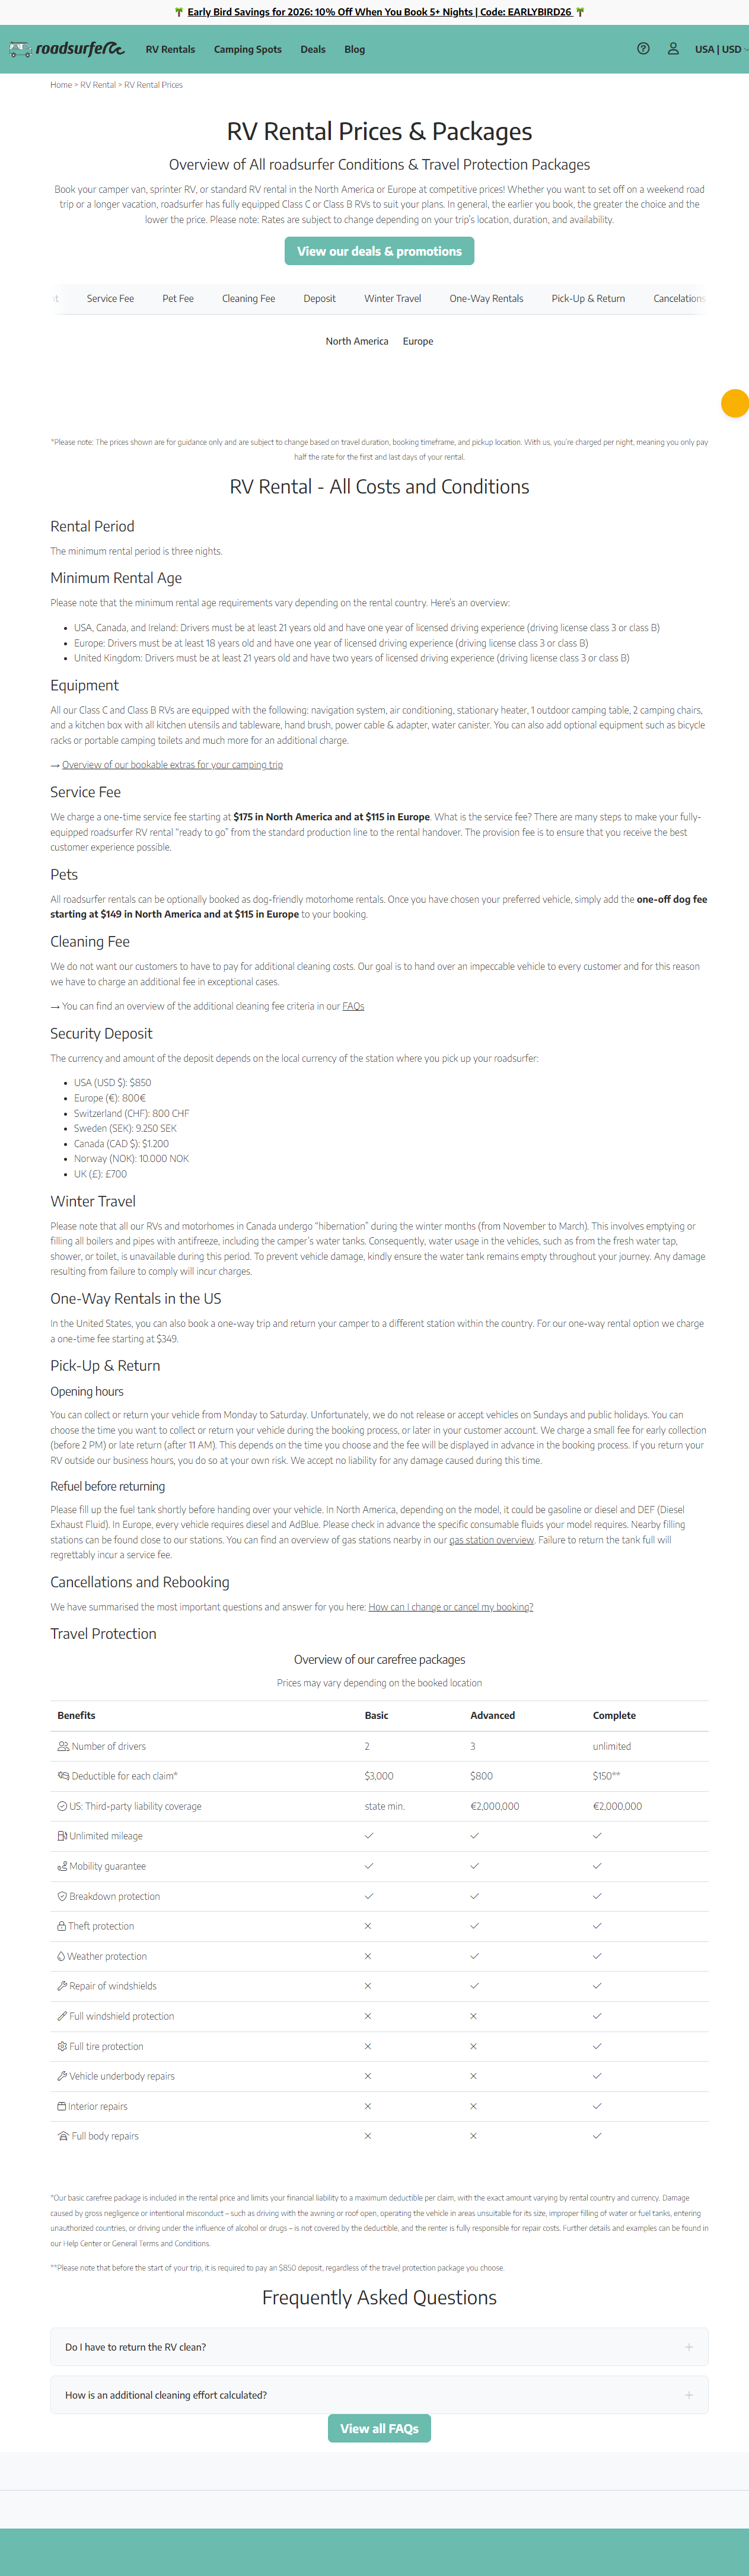 Early Bird Savings for 2026: 10% Off When You Book 5+ Nights | Code: EARLYBIRD26
roadsurfer
RV Rentals
Camping Spots
Deals
Blog
USA | USD
Home > RV Rental > RV Rental Prices
RV Rental Prices & Packages
Overview of All roadsurfer Conditions & Travel Protection Packages
Book your camper van, sprinter RV, or standard RV rental in the North America or Europe at competitive prices! Whether you want to set off on a weekend road
trip or a longer vacation, roadsurfer has fully equipped Class C or Class B RVs to suit your plans. In general, the earlier you book, the greater the choice and the
lower the price. Please note: Rates are subject to change depending on your trip's location, duration, and availability.
View our deals & promotions
Service Fee
Pet Fee
Cleaning Fee
Deposit
Winter Travel
One-Way Rentals
Pick-Up & Return
Cancelations
North America
Europe
*Please note: The prices shown are for guidance only and are subject to change based on travel duration, booking timeframe, and pickup location. With us, you're charged per night, meaning you only pay
half the rate for the first and last days of your rental.
RV Rental - All Costs and Conditions
Rental Period
The minimum rental period is three nights.
Minimum Rental Age
Please note that the minimum rental age requirements vary depending on the rental country. Here's an overview:
• USA, Canada, and Ireland: Drivers must be at least 21 years old and have one year of licensed driving experience (driving license class 3 or class B)
• Europe: Drivers must be at least 18 years old and have one year of licensed driving experience (driving license class 3 or class B)
• United Kingdom: Drivers must be at least 21 years old and have two years of licensed driving experience (driving license class 3 or class B)
Equipment
All our Class C and Class B RVs are equipped with the following: navigation system, air conditioning, stationary heater, 1 outdoor camping table, 2 camping chairs,
and a kitchen box with all kitchen utensils and tableware, hand brush, power cable & adapter, water canister. You can also add optional equipment such as bicycle
racks or portable camping toilets and much more for an additional charge.
→ Overview of our bookable extras for your camping trip
Service Fee
We charge a one-time service fee starting at $175 in North America and at $115 in Europe. What is the service fee? There are many steps to make your fully-
equipped roadsurfer RV rental "ready to go" from the standard production line to the rental handover. The provision fee is to ensure that you receive the best
customer experience possible.
Pets
All roadsurfer rentals can be optionally booked as dog-friendly motorhome rentals. Once you have chosen your preferred vehicle, simply add the one-off dog fee
starting at $149 in North America and at $115 in Europe to your booking.
Cleaning Fee
We do not want our customers to have to pay for additional cleaning costs. Our goal is to hand over an impeccable vehicle to every customer and for this reason
we have to charge an additional fee in exceptional cases.
→ You can find an overview of the additional cleaning fee criteria in our FAQs
Security Deposit
The currency and amount of the deposit depends on the local currency of the station where you pick up your roadsurfer:
• USA (USD $): $850
• Europe (€): 800€
• Switzerland (CHF): 800 CHF
• Sweden (SEK): 9.250 SEK
• Canada (CAD $): $1.200
• Norway (NOK): 10.000 NOK
• UK (£): £700
Winter Travel
Please note that all our RVs and motorhomes in Canada undergo "hibernation" during the winter months (from November to March). This involves emptying or
filling all boilers and pipes with antifreeze, including the camper's water tanks. Consequently, water usage in the vehicles, such as from the fresh water tap,
shower, or toilet, is unavailable during this period. To prevent vehicle damage, kindly ensure the water tank remains empty throughout your journey. Any damage
resulting from failure to comply will incur charges.
One-Way Rentals in the US
In the United States, you can also book a one-way trip and return your camper to a different station within the country. For our one-way rental option we charge
a one-time fee starting at $349.
Pick-Up & Return
Opening hours
You can collect or return your vehicle from Monday to Saturday. Unfortunately, we do not release or accept vehicles on Sundays and public holidays. You can
choose the time you want to collect or return your vehicle during the booking process, or later in your customer account. We charge a small fee for early collection
(before 2 PM) or late return (after 11 AM). This depends on the time you choose and the fee will be displayed in advance in the booking process. If you return your
RV outside our business hours, you do so at your own risk. We accept no liability for any damage caused during this time.
Refuel before returning
Please fill up the fuel tank shortly before handing over your vehicle. In North America, depending on the model, it could be gasoline or diesel and DEF (Diesel
Exhaust Fluid). In Europe, every vehicle requires diesel and AdBlue. Please check in advance the specific consumable fluids your model requires. Nearby filling
stations can be found close to our stations. You can find an overview of gas stations nearby in our gas station overview. Failure to return the tank full will
regrettably incur a service fee.
Cancellations and Rebooking
We have summarised the most important questions and answer for you here: How can I change or cancel my booking?
Travel Protection
Overview of our carefree packages
Prices may vary depending on the booked location
Benefits Basic Advanced Complete
Number of drivers 2 3 unlimited
Deductible for each claim* $3,000 $800 $150**
US: Third-party liability coverage state min. €2,000,000 €2,000,000
Unlimited mileage ✓ ✓ ✓
Mobility guarantee ✓ ✓ ✓
Breakdown protection ✓ ✓ ✓
Theft protection × ✓ ✓
Weather protection × ✓ ✓
Repair of windshields × ✓ ✓
Full windshield protection × × ✓
Full tire protection × × ✓
Vehicle underbody repairs × × ✓
Interior repairs × × ✓
Full body repairs × × ✓
*Our basic carefree package is included in the rental price and limits your financial liability to a maximum deductible per claim, with the exact amount varying by rental country and currency. Damage
caused by gross negligence or intentional misconduct – such as driving with the awning or roof open, operating the vehicle in areas unsuitable for its size, improper filling of water or fuel tanks, entering
unauthorized countries, or driving under the influence of alcohol or drugs – is not covered by the deductible, and the renter is fully responsible for repair costs. Further details and examples can be found in
our Help Center or General Terms and Conditions.
**Please note that before the start of your trip, it is required to pay an $850 deposit, regardless of the travel protection package you choose.
Frequently Asked Questions
Do I have to return the RV clean?
How is an additional cleaning effort calculated?
View all FAQs